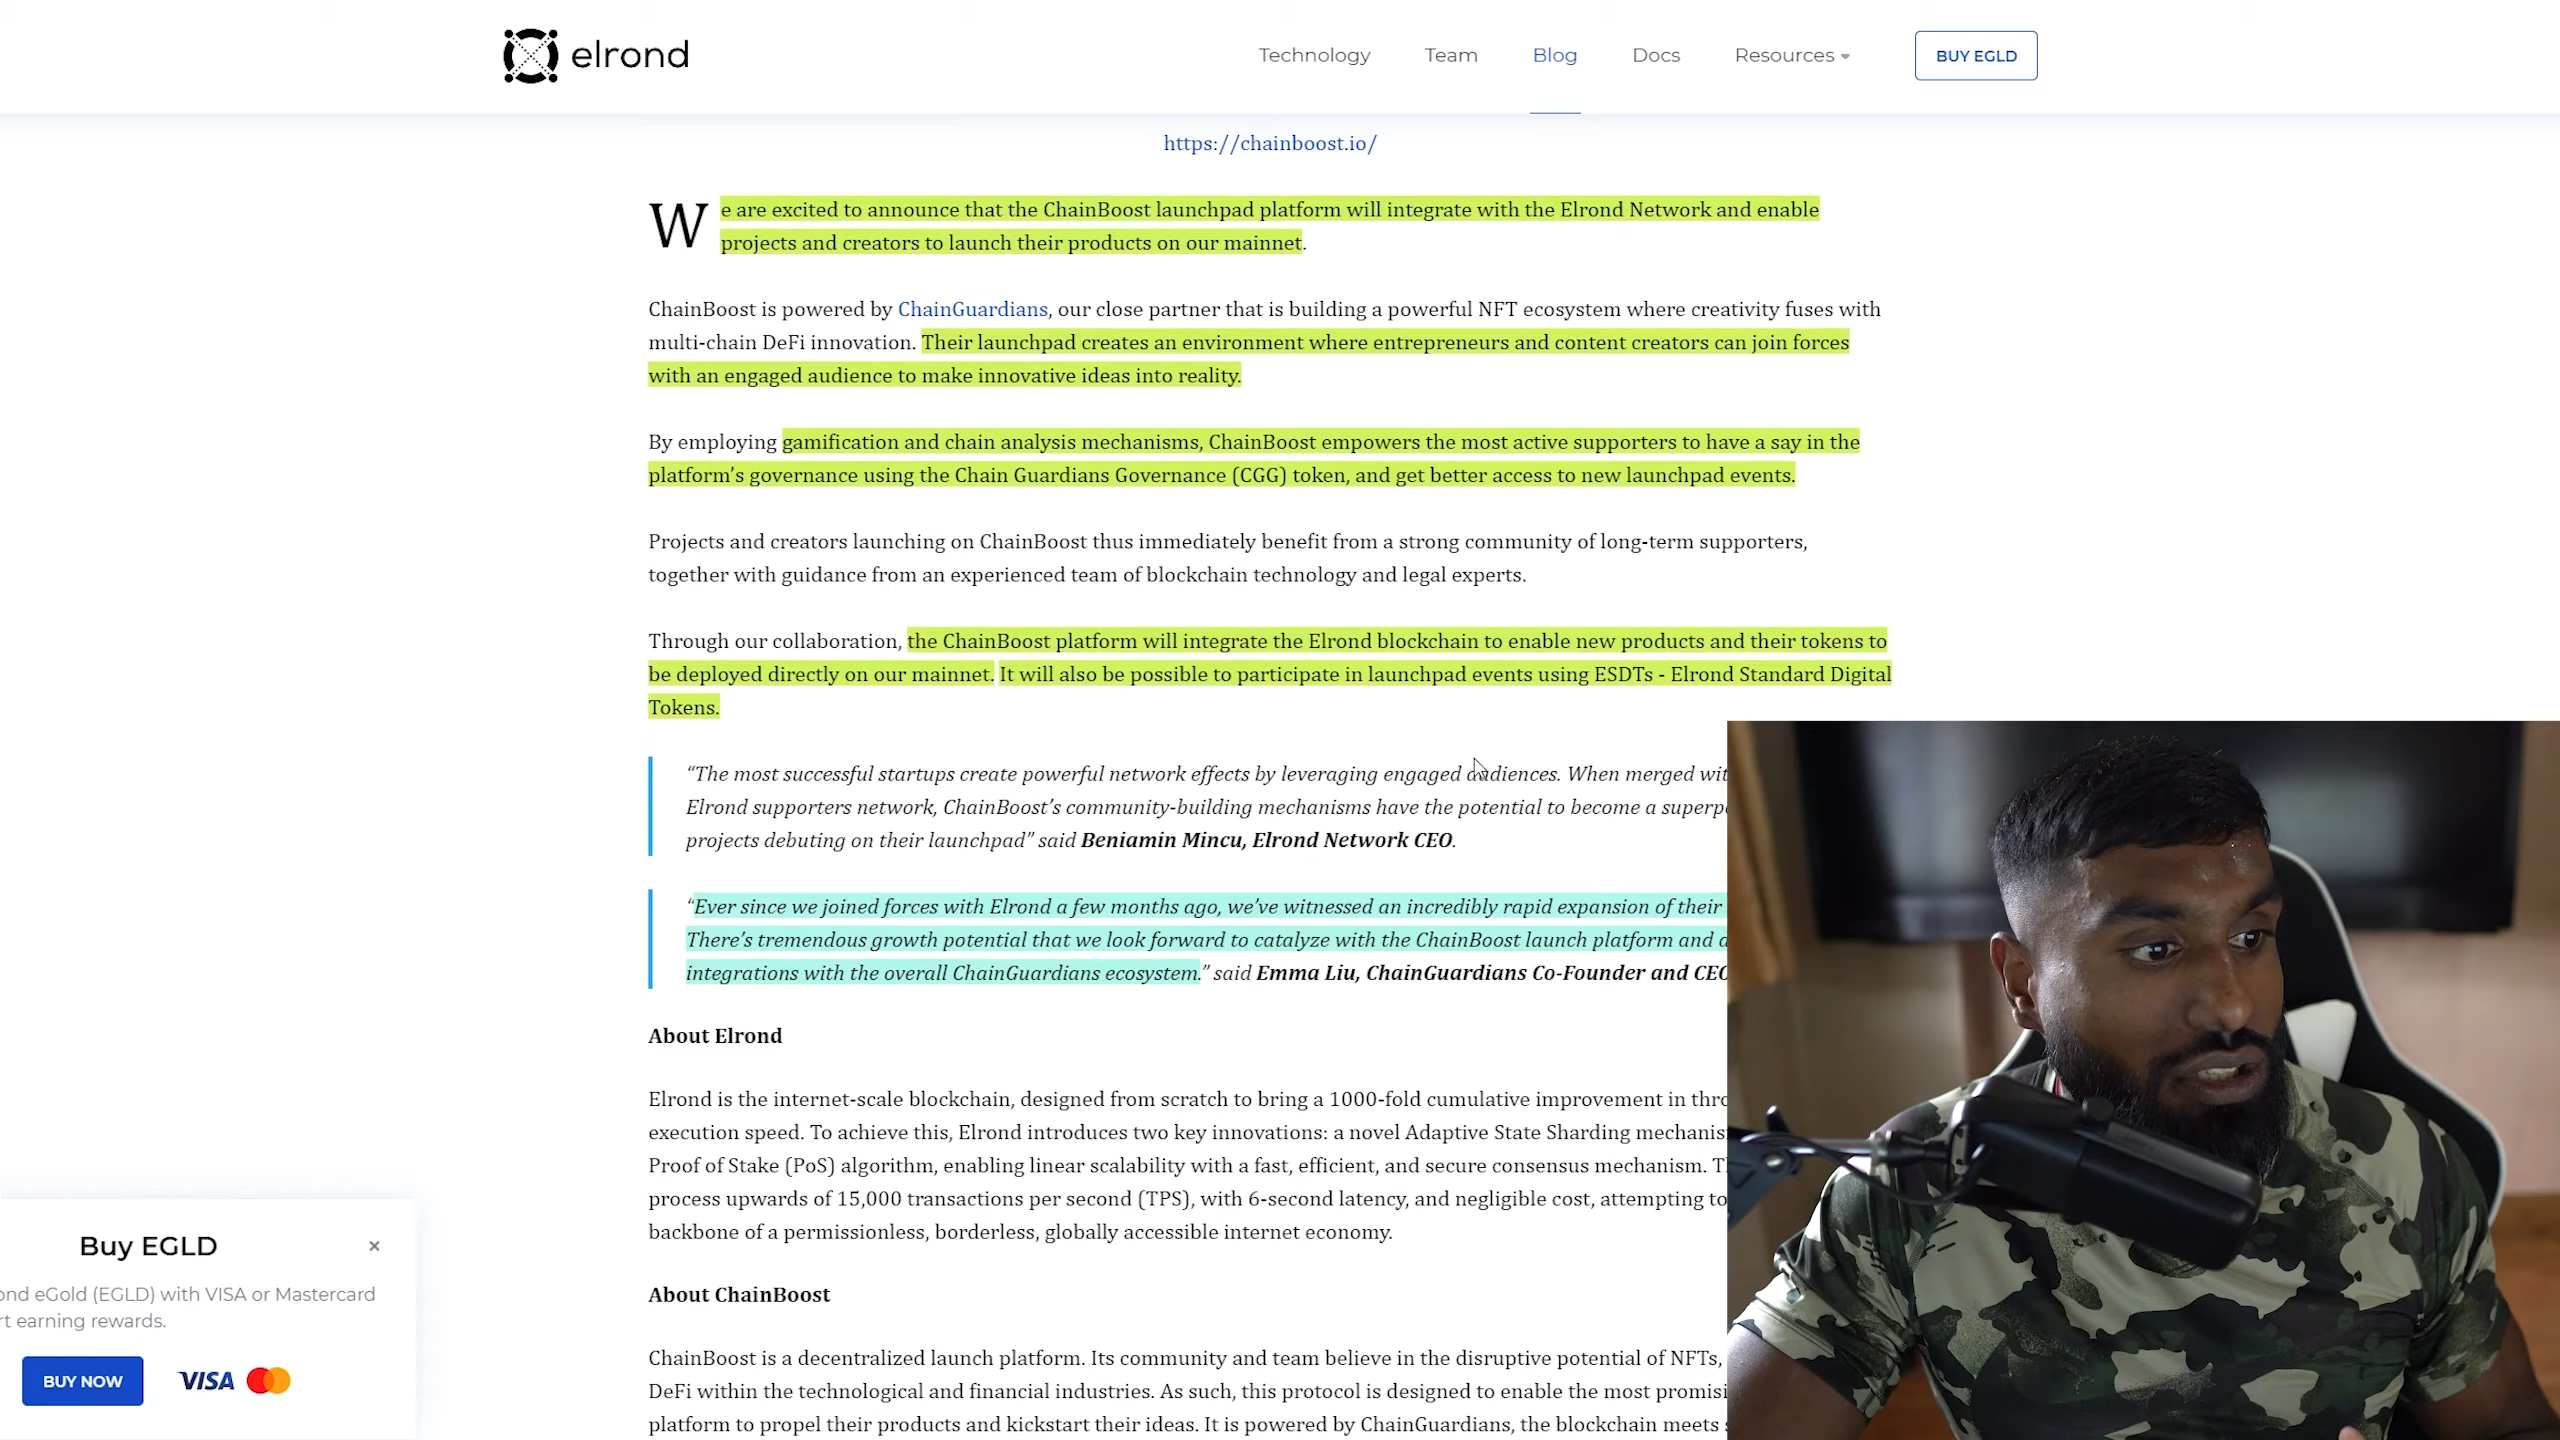 elrond
Technology
Team
Blog
Docs
Resources
BUY EGLD
https://chainboost.io/
We are excited to announce that the ChainBoost launchpad platform will integrate with the Elrond Network and enable
projects and creators to launch their products on our mainnet.
ChainBoost is powered by ChainGuardians, our close partner that is building a powerful NFT ecosystem where creativity fuses with
multi-chain DeFi innovation. Their launchpad creates an environment where entrepreneurs and content creators can join forces
with an engaged audience to make innovative ideas into reality.
By employing gamification and chain analysis mechanisms, ChainBoost empowers the most active supporters to have a say in the
platform’s governance using the Chain Guardians Governance (CGG) token, and get better access to new launchpad events.
Projects and creators launching on ChainBoost thus immediately benefit from a strong community of long-term supporters,
together with guidance from an experienced team of blockchain technology and legal experts.
Through our collaboration, the ChainBoost platform will integrate the Elrond blockchain to enable new products and their tokens to
be deployed directly on our mainnet. It will also be possible to participate in launchpad events using ESDTs - Elrond Standard Digital
Tokens.
“The most successful startups create powerful network effects by leveraging engaged audiences. When merged
Elrond supporters network, ChainBoost’s community-building mechanisms have the potential to become a
projects debuting on their launchpad” said Beniamin Mincu, Elrond Network CEO.
“Ever since we joined forces with Elrond a few months ago, we’ve witnessed an incredibly rapid expansion of their
There’s tremendous growth potential that we look forward to catalyze with the ChainBoost launch platform and
integrations with the overall ChainGuardians ecosystem.” said Emma Liu, ChainGuardians Co-Founder and CEO
About Elrond
Elrond is the internet-scale blockchain, designed from scratch to bring a 1000-fold cumulative improvement in
execution speed. To achieve this, Elrond introduces two key innovations: a novel Adaptive State Sharding
Proof of Stake (PoS) algorithm, enabling linear scalability with a fast, efficient, and secure consensus mechanism.
process upwards of 15,000 transactions per second (TPS), with 6-second latency, and negligible cost, attempting to
backbone of a permissionless, borderless, globally accessible internet economy.
About ChainBoost
ChainBoost is a decentralized launch platform. Its community and team believe in the disruptive potential of NFTs,
DeFi within the technological and financial industries. As such, this protocol is designed to enable the most
platform to propel their products and kickstart their ideas. It is powered by ChainGuardians, the blockchain meets
Buy EGLD
×
eGold (EGLD) with VISA or Mastercard
earning rewards.
BUY NOW
VISA